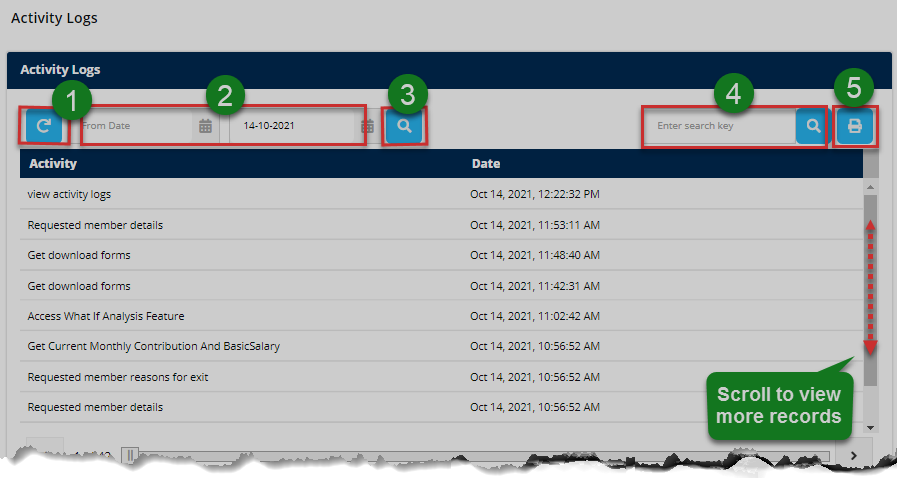 Activity Logs
Activity Logs
1
2
3
4
5
From Date
14-10-2021
Enter search key
Activity Date
view activity logs Oct 14, 2021, 12:22:32 PM
Requested member details Oct 14, 2021, 11:53:11 AM
Get download forms Oct 14, 2021, 11:48:40 AM
Get download forms Oct 14, 2021, 11:42:31 AM
Access What If Analysis Feature Oct 14, 2021, 11:02:42 AM
Get Current Monthly Contribution And BasicSalary Oct 14, 2021, 10:56:52 AM
Requested member reasons for exit Oct 14, 2021, 10:56:52 AM
Requested member details Oct 14, 2021, 10:56:52 AM
Scroll to view
more records